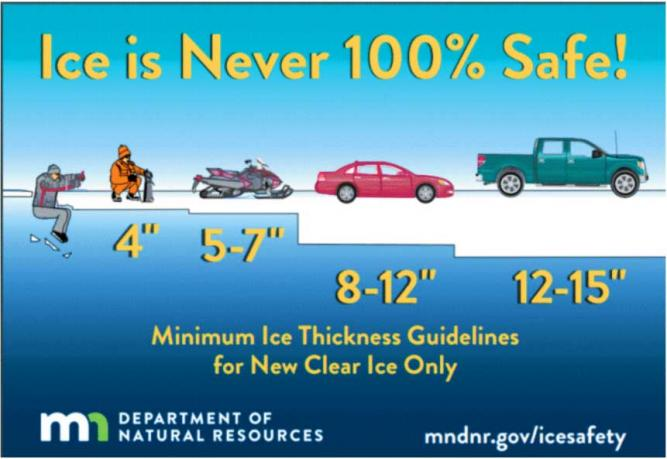 Ice is Never 100% Safe!
4"
5-7"
8-12"
12-15"
Minimum Ice Thickness Guidelines
for New Clear Ice Only
mn DEPARTMENT OF
NATURAL RESOURCES
mndnr.gov/icesafety